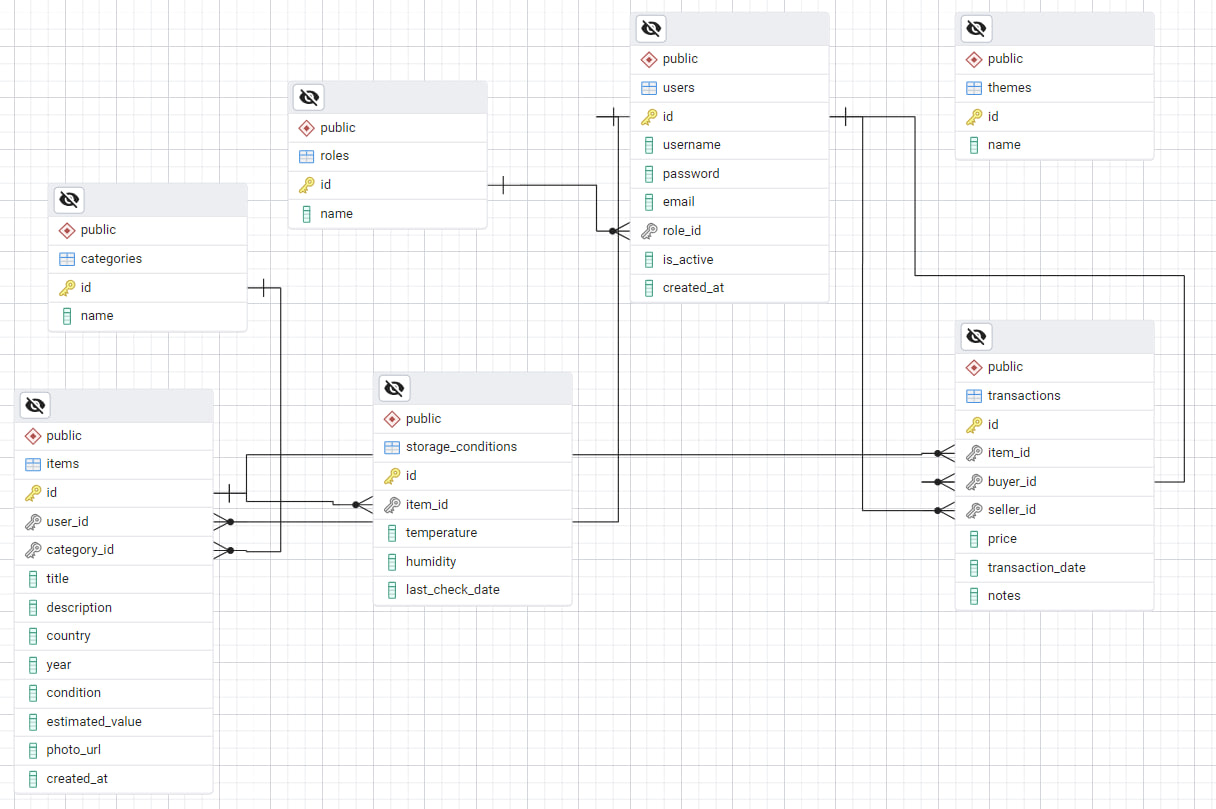 public
users
id
username
password
email
role_id
is_active
created_at
public
themes
id
name
public
roles
id
name
public
categories
id
name
public
transactions
id
item_id
buyer_id
seller_id
price
transaction_date
notes
public
storage_conditions
id
item_id
temperature
humidity
last_check_date
public
items
id
user_id
category_id
title
description
country
year
condition
estimated_value
photo_url
created_at